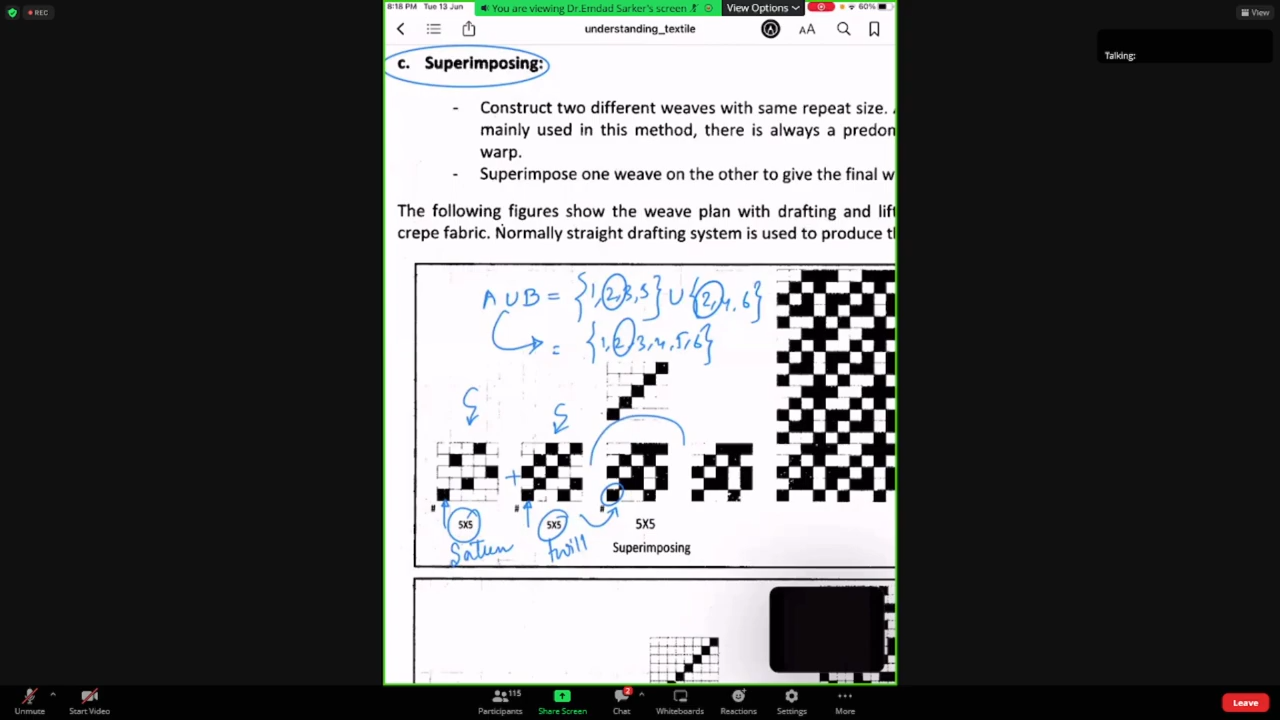 8:18 PM Tue 13 Jun
You are viewing Dr.Emdad Sarker's screen
View Options
60%
REC
View
understanding_textile
AA
Talking:
c. Superimposing:
- Construct two different weaves with same repeat size.
mainly used in this method, there is always a predon
warp.
- Superimpose one weave on the other to give the final w
The following figures show the weave plan with drafting and lif
crepe fabric. Normally straight drafting system is used to produce t
A U B = {1,2,3,5} U {2,4,6}
= {1,2,3,4,5,6}
+
# # #
5X5 5X5 5X5
Satun twill Superimposing
Unmute
Start Video
115
Participants
Share Screen
2
Chat
Whiteboards
Reactions
Settings
More
Leave